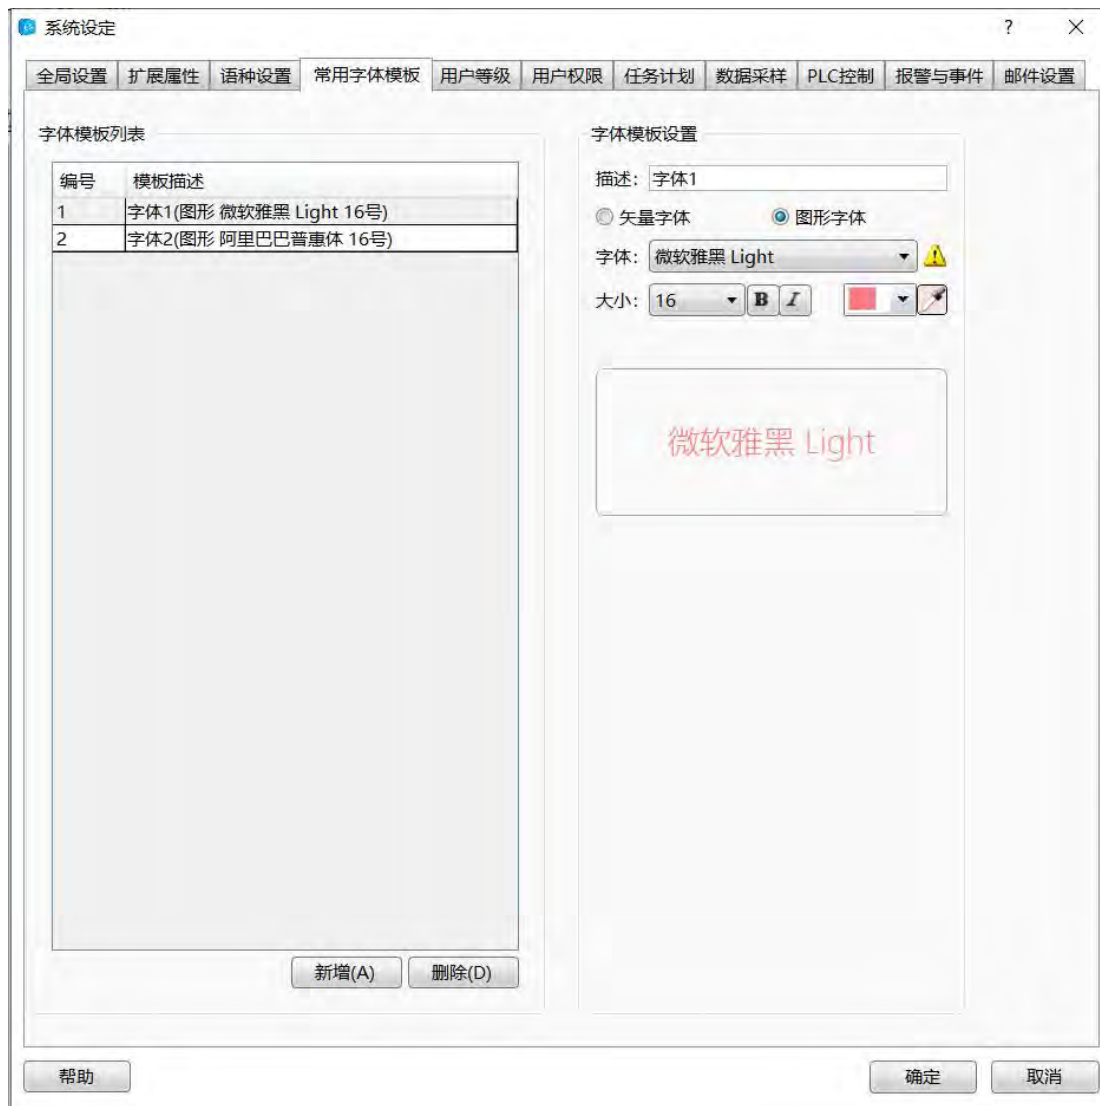 系统设定 ?
全局设置 扩展属性 语种设置 常用字体模板 用户等级 用户权限 任务计划 数据采样 PLC控制 报警与事件 邮件设置
字体模板列表
编号 模板描述
1 字体1(图形 微软雅黑 Light 16号)
2 字体2(图形 阿里巴巴普惠体 16号)
新增(A) 删除(D)
字体模板设置
描述: 字体1
矢量字体 图形字体
字体: 微软雅黑 Light
大小: 16 B I
微软雅黑 Light
帮助 确定 取消